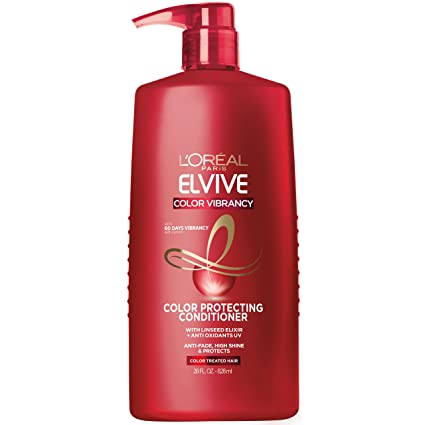 L'ORÉAL
PARIS
ELVIVE
COLOR VIBRANCY
60 DAYS VIBRANCY
COLOR PROTECTING
CONDITIONER
WITH LINSEED ELIXIR
+ ANTI OXIDANTS UV
ANTI-FADE, HIGH SHINE
& PROTECTS
COLOR TREATED HAIR
28 FL. OZ. - 828ml